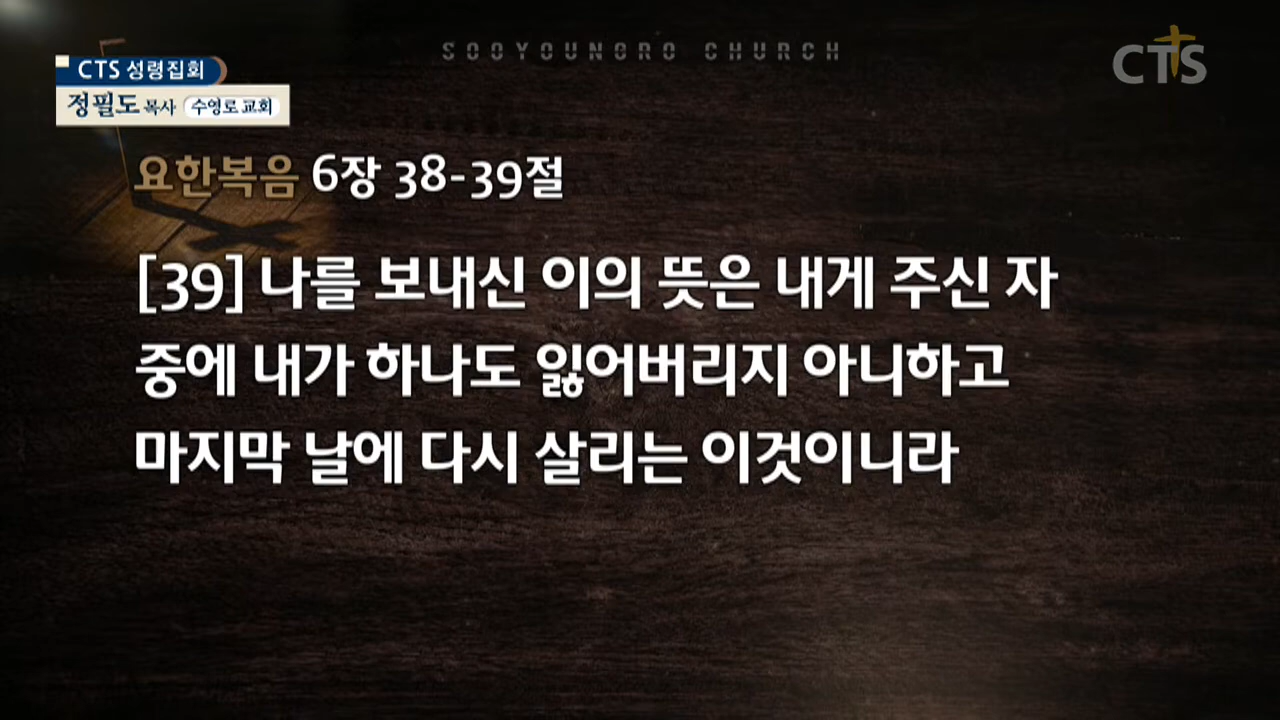 SOOYOUNGRO CHURCH
CTS
CTS 성령집회
정필도 목사 수영로교회
요한복음 6장 38-39절
[39] 나를 보내신 이의 뜻은 내게 주신 자
중에 내가 하나도 잃어버리지 아니하고
마지막 날에 다시 살리는 이것이니라